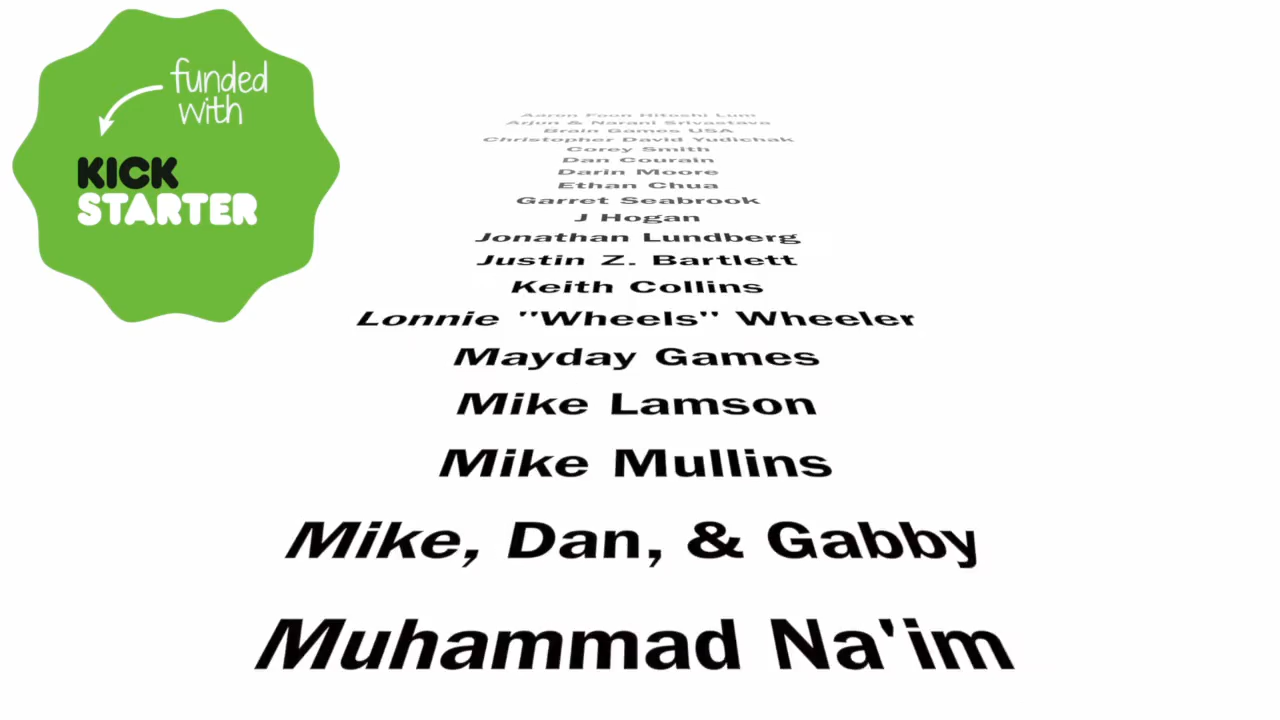 funded
with
KICK
STARTER
Aaron Foon Hitoshi Lum
Arjun & Narani Srivastava
Brain Games USA
Christopher David Yudichak
Corey Smith
Dan Courain
Darin Moore
Ethan Chua
Garret Seabrook
J Hogan
Jonathan Lundberg
Justin Z. Bartlett
Keith Collins
Lonnie "Wheels" Wheeler
Mayday Games
Mike Lamson
Mike Mullins
Mike, Dan, & Gabby
Muhammad Na'im